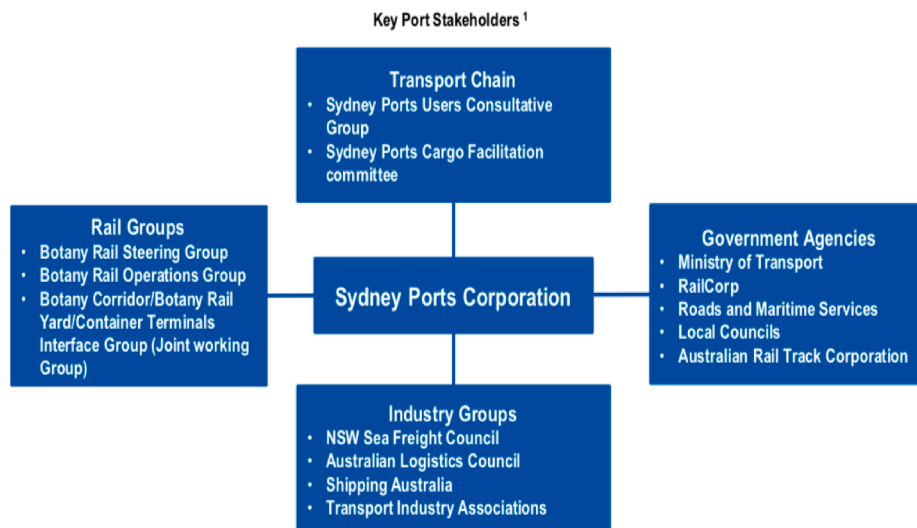 Key Port Stakeholders 1
Transport Chain
• Sydney Ports Users Consultative
Group
• Sydney Ports Cargo Facilitation
committee
Rail Groups
• Botany Rail Steering Group
• Botany Rail Operations Group
• Botany Corridor/Botany Rail
Yard/Container Terminals
Interface Group (Joint working
Group)
Sydney Ports Corporation
Government Agencies
• Ministry of Transport
• RailCorp
• Roads and Maritime Services
• Local Councils
• Australian Rail Track Corporation
Industry Groups
• NSW Sea Freight Council
• Australian Logistics Council
• Shipping Australia
• Transport Industry Associations